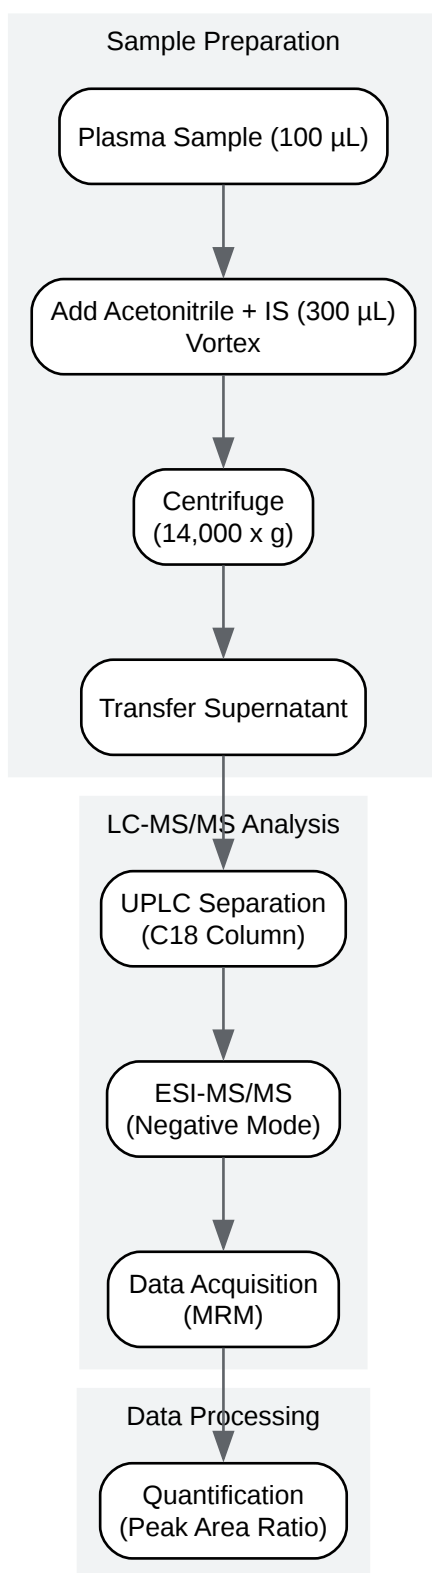 Sample Preparation
Plasma Sample (100 µL)
Add Acetonitrile + IS (300 µL)
Vortex
Centrifuge
(14,000 x g)
Transfer Supernatant
LC-MS/MS Analysis
UPLC Separation
(C18 Column)
ESI-MS/MS
(Negative Mode)
Data Acquisition
(MRM)
Data Processing
Quantification
(Peak Area Ratio)